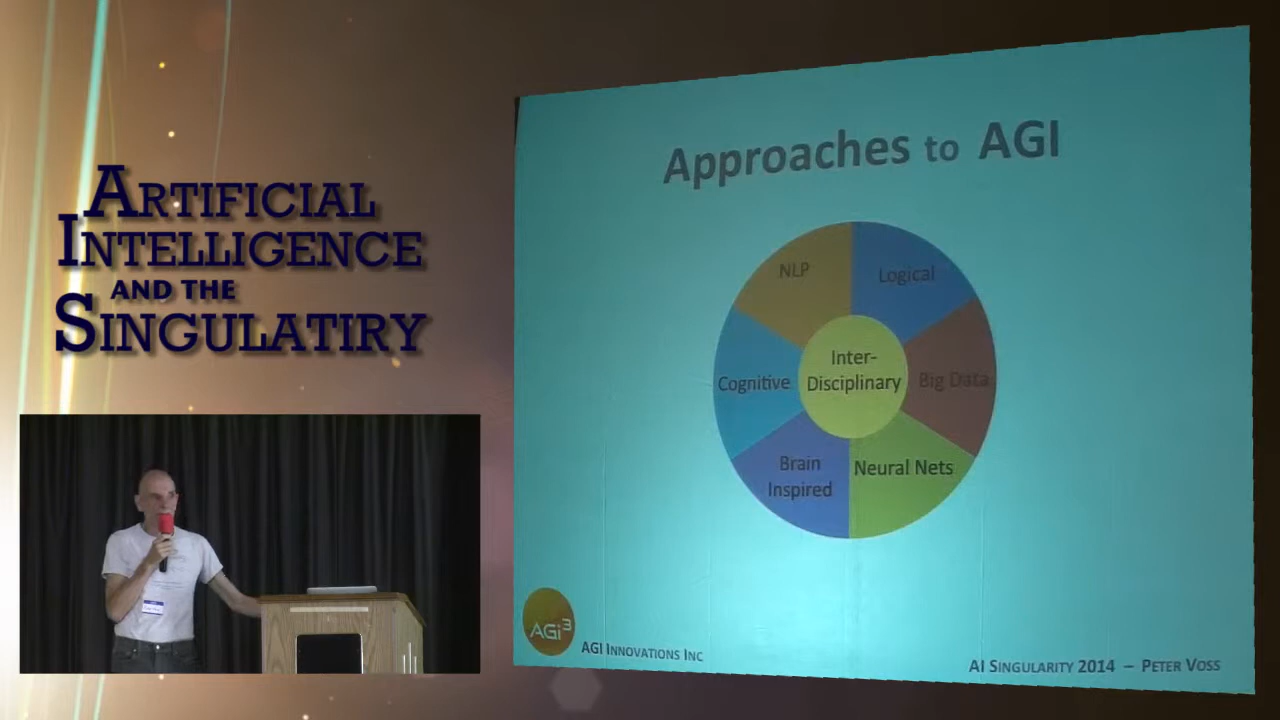 ARTIFICIAL
INTELLIGENCE
AND THE
SINGULATIRY
Approaches to AGI
NLP
Logical
Cognitive
Inter-
Disciplinary
Big Data
Brain
Inspired
Neural Nets
AGi3
AGI INNOVATIONS INC
AI SINGULARITY 2014 – PETER VOSS